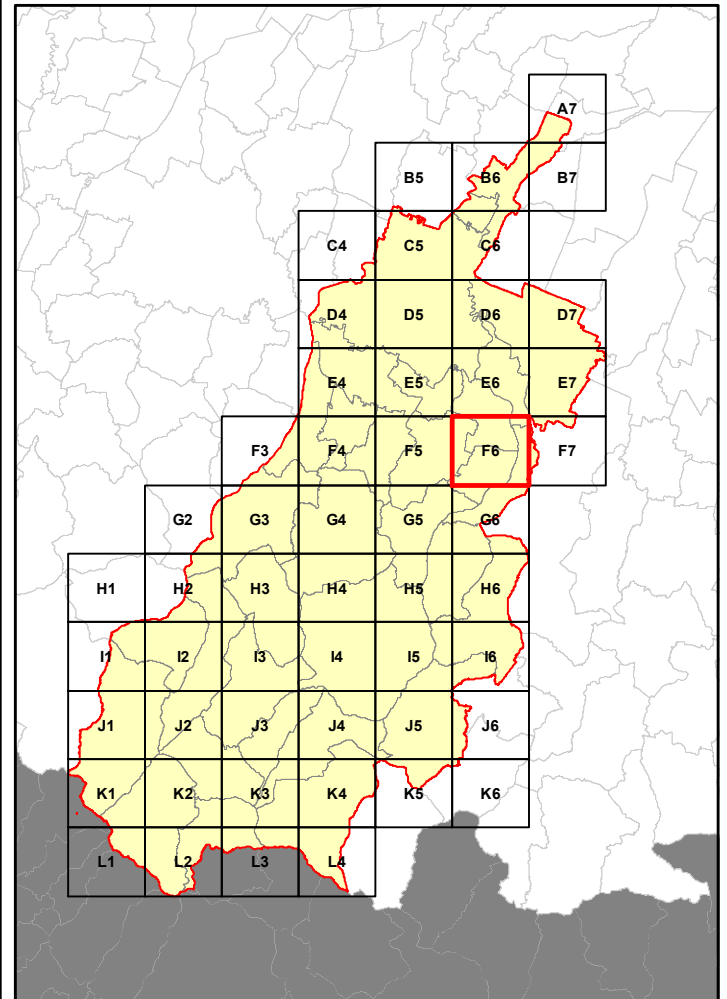 A7
B5 B6 B7
C4 C5 C6
D4 D5 D6 D7
E4 E5 E6 E7
F3 F4 F5 F6 F7
G2 G3 G4 G5 G6
H1 H2 H3 H4 H5 H6
I1 I2 I3 I4 I5 I6
J1 J2 J3 J4 J5 J6
K1 K2 K3 K4 K5 K6
L1 L2 L3 L4